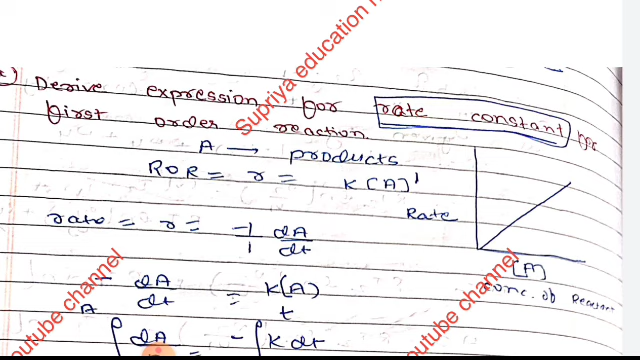 Derive expression for rate constant for
first order reaction.
A → products
ROR = r = K[A]¹
rate = r = -1/1 dA/dt
Rate
[A]
Conc. of Reactan
- dA/dt = K(A)
A t
∫ dA = - ∫ K dt
Supriya education
Youtube channel
Youtube channel